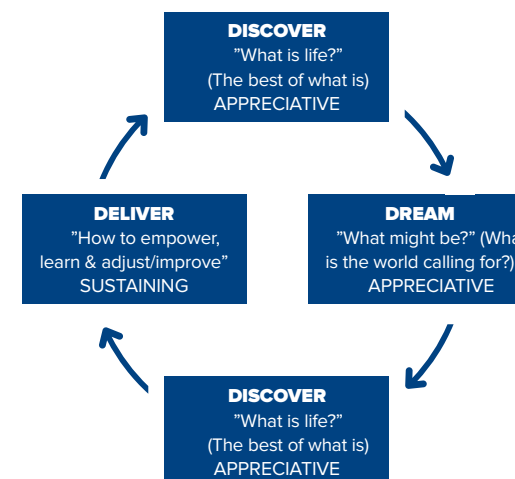 DISCOVER
”What is life?”
(The best of what is)
APPRECIATIVE
DELIVER
”How to empower,
learn & adjust/improve”
SUSTAINING
DREAM
”What might be?” (Wha
is the world calling for?)
APPRECIATIVE
DISCOVER
”What is life?”
(The best of what is)
APPRECIATIVE